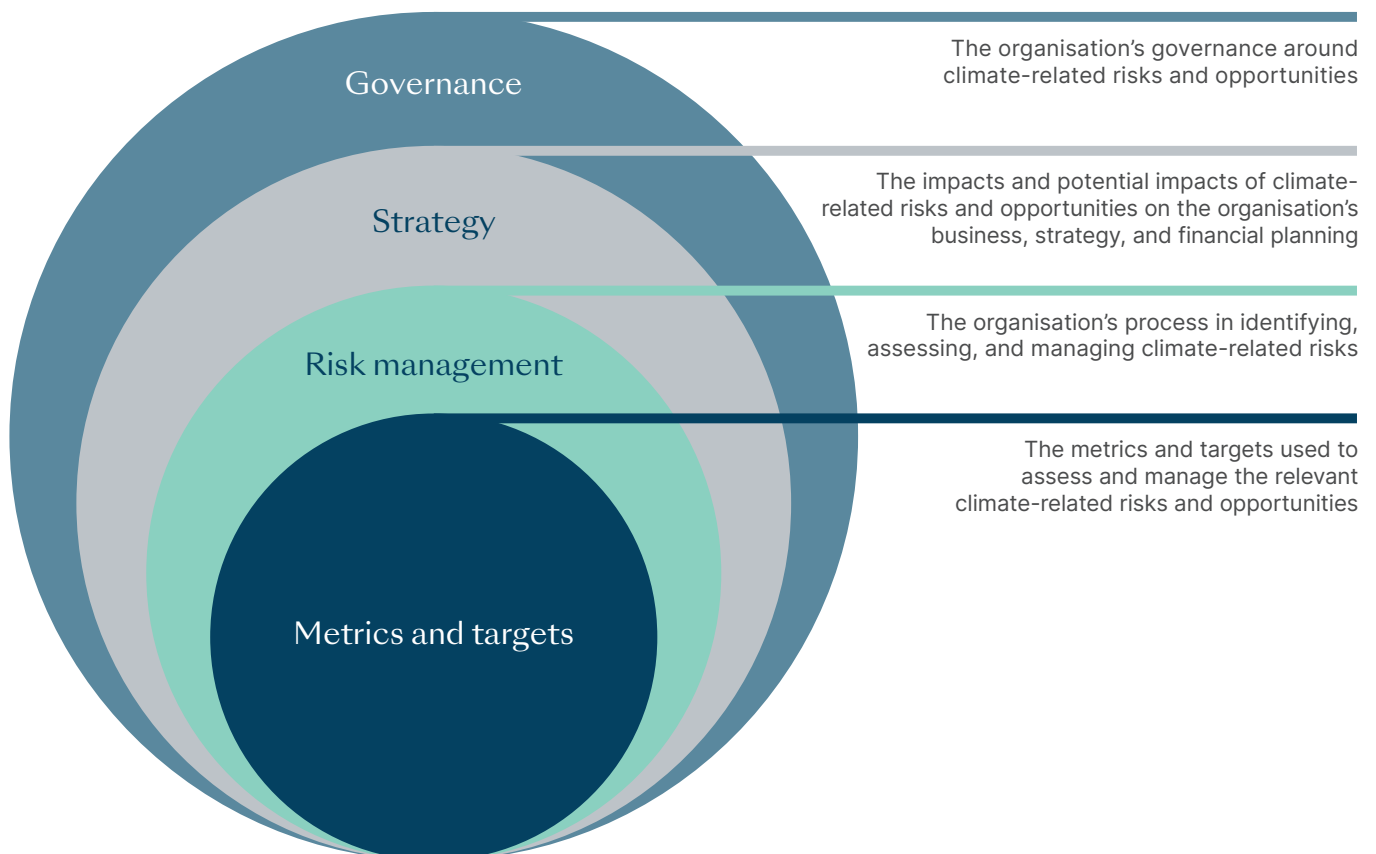 Governance
The organisation’s governance around
climate-related risks and opportunities
Strategy
The impacts and potential impacts of climate-
related risks and opportunities on the organisation’s
business, strategy, and financial planning
Risk management
The organisation’s process in identifying,
assessing, and managing climate-related risks
Metrics and targets
The metrics and targets used to
assess and manage the relevant
climate-related risks and opportunities